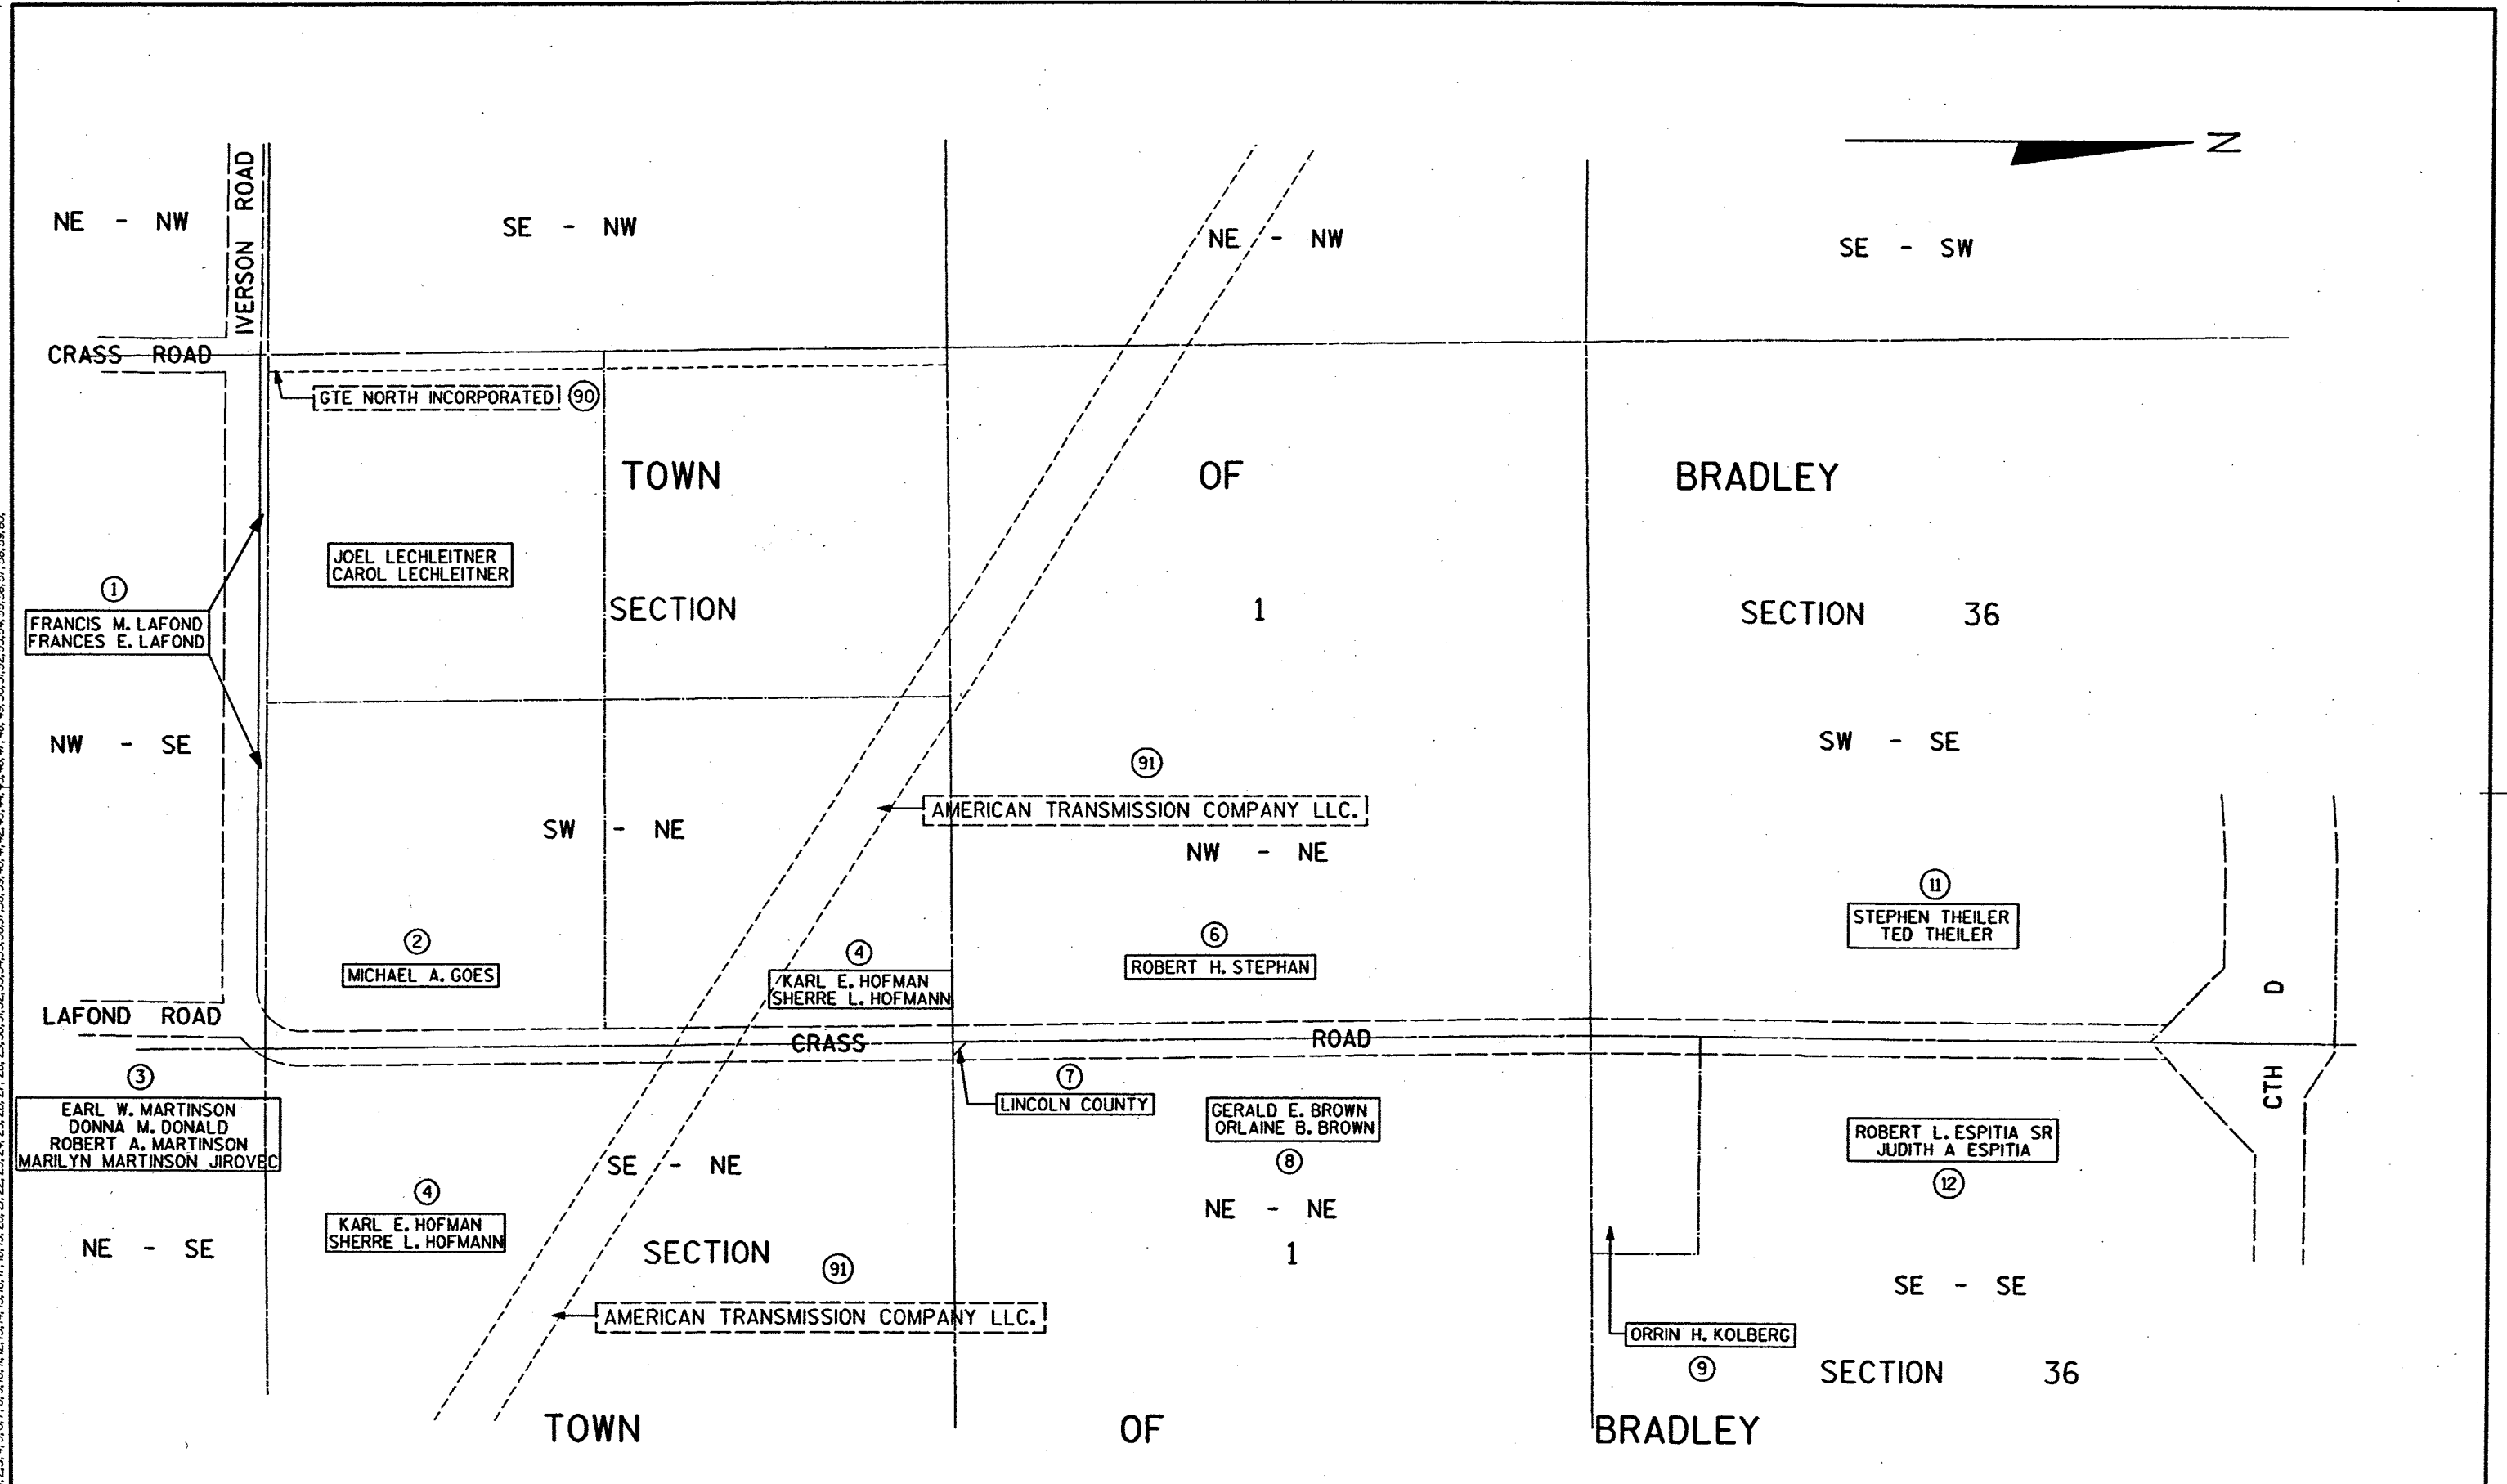 N
NE - NW
IVERSON ROAD
SE - NW
NE - NW
SE - SW
CRASS ROAD
GTE NORTH INCORPORATED 90
TOWN OF BRADLEY
JOEL LECHLEITNER
CAROL LECHLEITNER
SECTION 1
SECTION 36
1
FRANCIS M. LAFOND
FRANCES E. LAFOND
NW - SE
SW - SE
91
AMERICAN TRANSMISSION COMPANY LLC.
SW - NE
NW - NE
11
STEPHEN THEILER
TED THEILER
2
MICHAEL A. GOES
4
KARL E. HOFMAN
SHERRE L. HOFMANN
6
ROBERT H. STEPHAN
LAFOND ROAD
CRASS ROAD
CTH D
3
EARL W. MARTINSON
DONNA M. DONALD
ROBERT A. MARTINSON
MARILYN MARTINSON JIROVEC
7
LINCOLN COUNTY
GERALD E. BROWN
ORLAINE B. BROWN
8
ROBERT L. ESPITIA SR
JUDITH A ESPITIA
12
SE - NE
4
KARL E. HOFMAN
SHERRE L. HOFMANN
NE - NE
NE - SE
SECTION 1
91
AMERICAN TRANSMISSION COMPANY LLC.
SE - SE
ORRIN H. KOLBERG
9
SECTION 36
TOWN OF BRADLEY